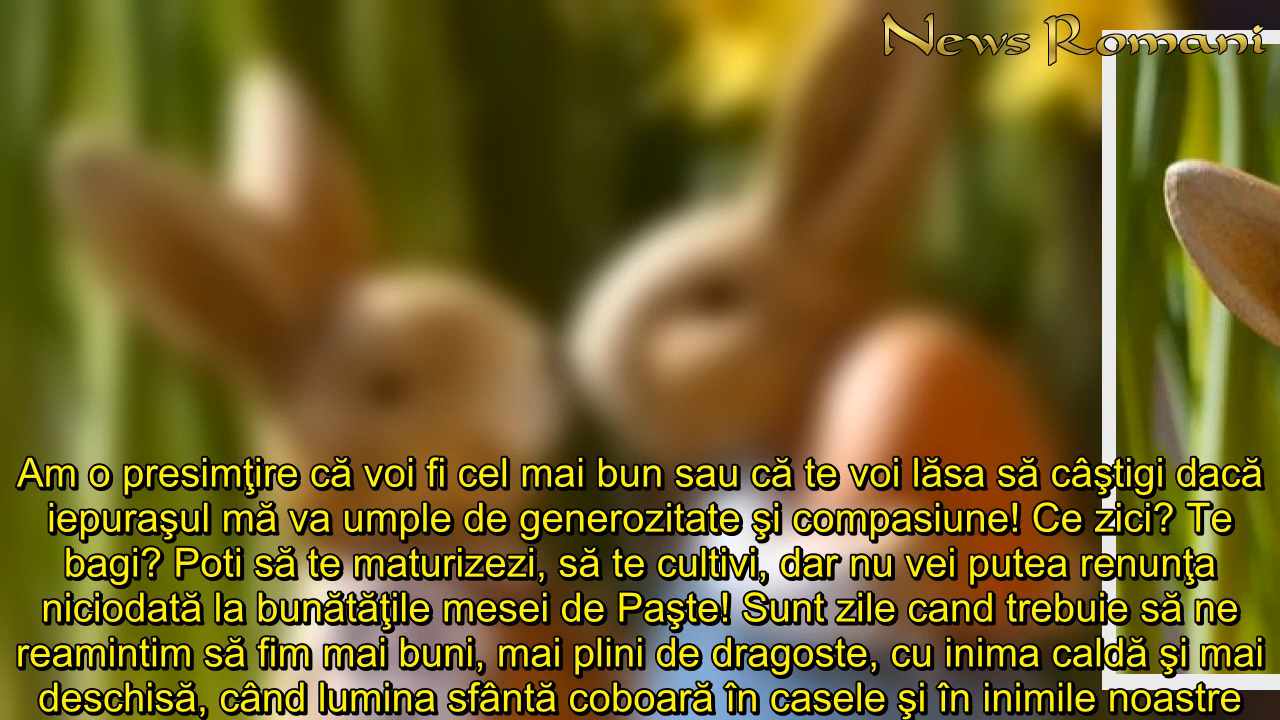 News Romani
Am o presimţire că voi fi cel mai bun sau că te voi lăsa să câştigi dacă
iepuraşul mă va umple de generozitate şi compasiune! Ce zici? Te
bagi? Poti să te maturizezi, să te cultivi, dar nu vei putea renunţa
niciodată la bunătăţile mesei de Paşte! Sunt zile cand trebuie să ne
reamintim să fim mai buni, mai plini de dragoste, cu inima caldă şi mai
deschisă, când lumina sfântă coboară în casele şi în inimile noastre